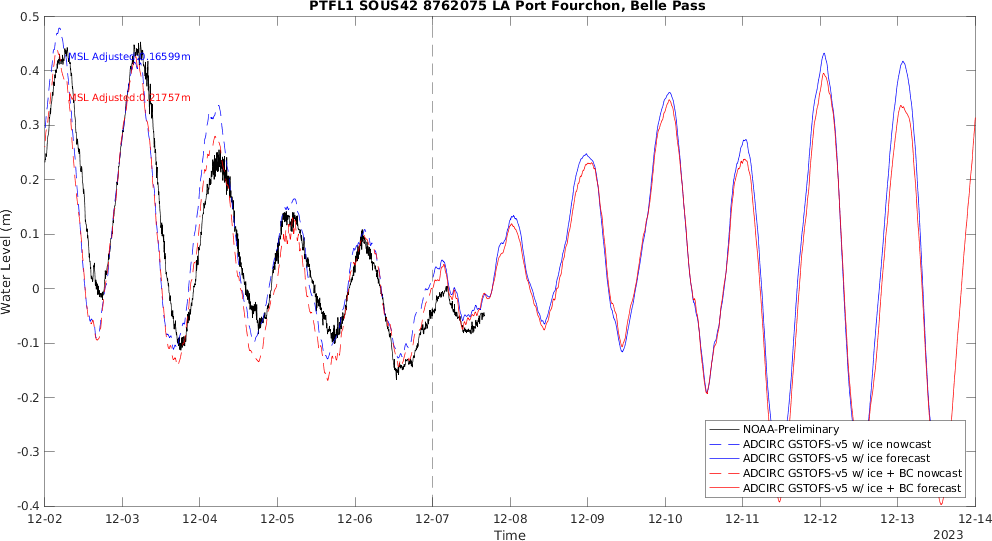 PTFL1 SOUS42 8762075 LA Port Fourchon, Belle Pass
0.5
0.4
0.3
0.2
0.1
0
-0.1
-0.2
-0.3
-0.4
Water Level (m)
MSL Adjusted:0.16599m
MSL Adjusted:0.21757m
NOAA-Preliminary
ADCIRC GSTOFS-v5 w/ ice nowcast
ADCIRC GSTOFS-v5 w/ ice forecast
ADCIRC GSTOFS-v5 w/ ice + BC nowcast
ADCIRC GSTOFS-v5 w/ ice + BC forecast
12-02 12-03 12-04 12-05 12-06 12-07 12-08 12-09 12-10 12-11 12-12 12-13 12-14
Time
2023